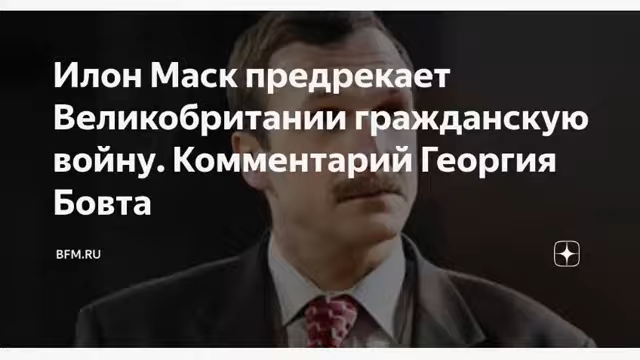 Илон Маск предрекает
Великобритании гражданскую
войну. Комментарий Георгия
Бовта
BFM.RU